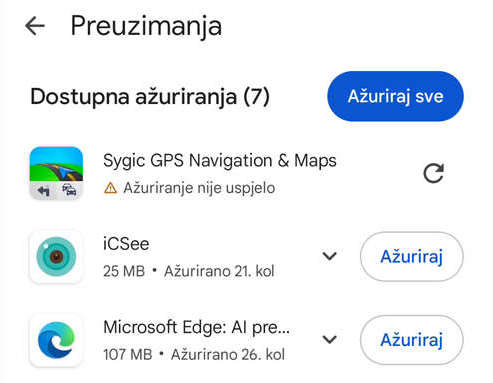 Preuzimanja
Dostupna ažuriranja (7)
Ažuriraj sve
Sygic GPS Navigation & Maps
Ažuriranje nije uspjelo
iCSee
25 MB • Ažurirano 21. kol
Ažuriraj
Microsoft Edge: AI pre...
107 MB • Ažurirano 26. kol
Ažuriraj